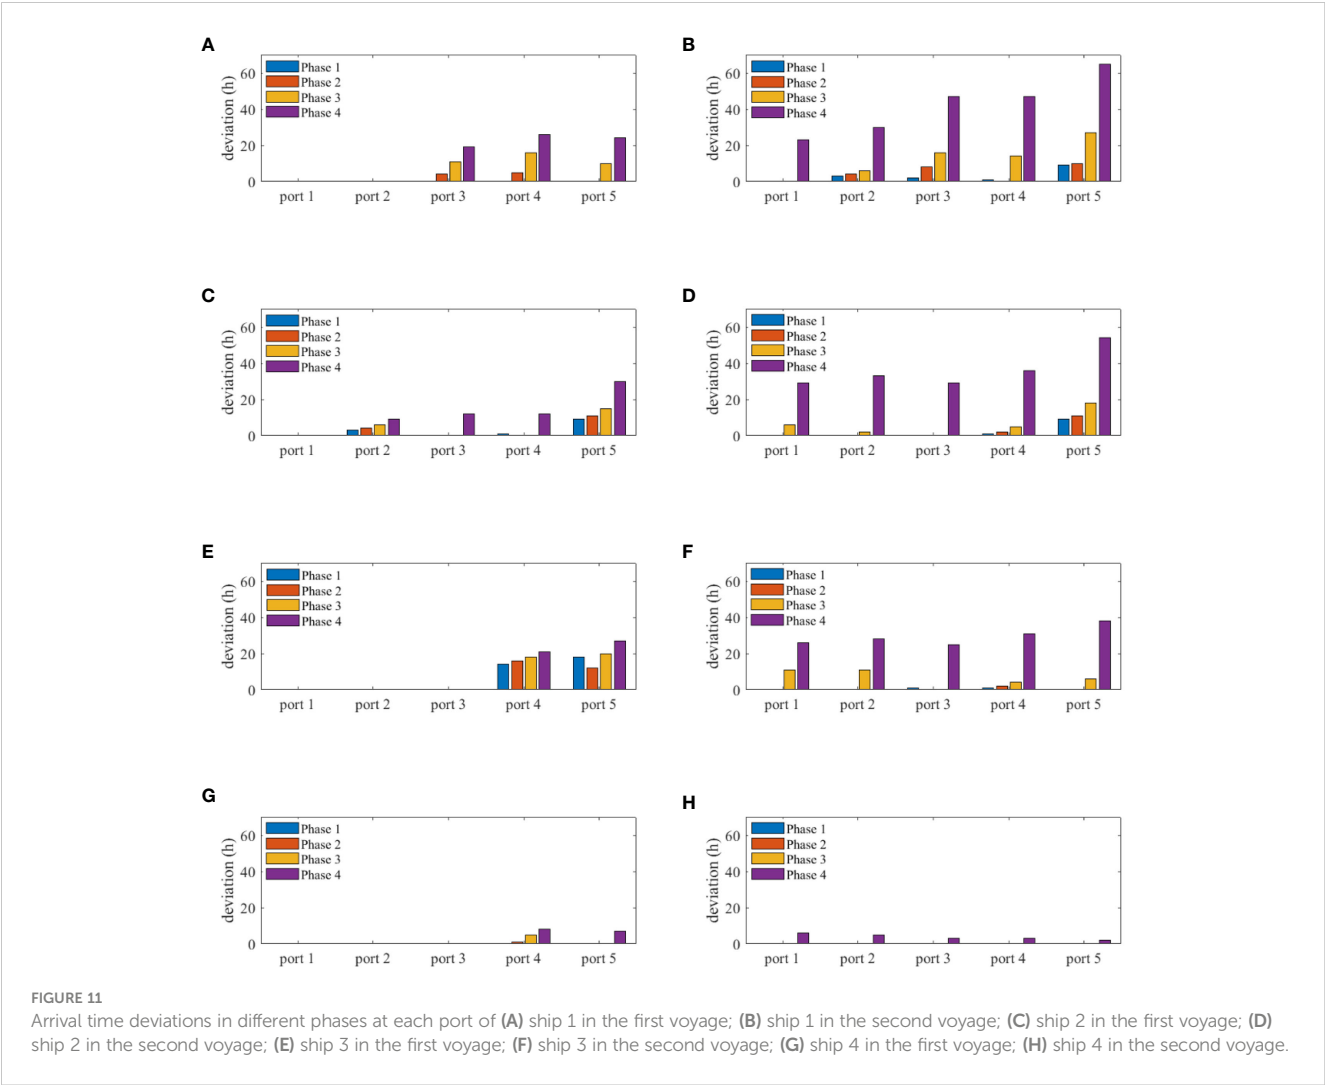 A
deviation (h)
60
40
20
0
Phase 1
Phase 2
Phase 3
Phase 4
port 1 port 2 port 3 port 4 port 5
B
deviation (h)
60
40
20
0
Phase 1
Phase 2
Phase 3
Phase 4
port 1 port 2 port 3 port 4 port 5
C
deviation (h)
60
40
20
0
Phase 1
Phase 2
Phase 3
Phase 4
port 1 port 2 port 3 port 4 port 5
D
deviation (h)
60
40
20
0
Phase 1
Phase 2
Phase 3
Phase 4
port 1 port 2 port 3 port 4 port 5
E
deviation (h)
60
40
20
0
Phase 1
Phase 2
Phase 3
Phase 4
port 1 port 2 port 3 port 4 port 5
F
deviation (h)
60
40
20
0
Phase 1
Phase 2
Phase 3
Phase 4
port 1 port 2 port 3 port 4 port 5
G
deviation (h)
60
40
20
0
Phase 1
Phase 2
Phase 3
Phase 4
port 1 port 2 port 3 port 4 port 5
H
deviation (h)
60
40
20
0
Phase 1
Phase 2
Phase 3
Phase 4
port 1 port 2 port 3 port 4 port 5
FIGURE 11
Arrival time deviations in different phases at each port of (A) ship 1 in the first voyage; (B) ship 1 in the second voyage; (C) ship 2 in the first voyage; (D)
ship 2 in the second voyage; (E) ship 3 in the first voyage; (F) ship 3 in the second voyage; (G) ship 4 in the first voyage; (H) ship 4 in the second voyage.